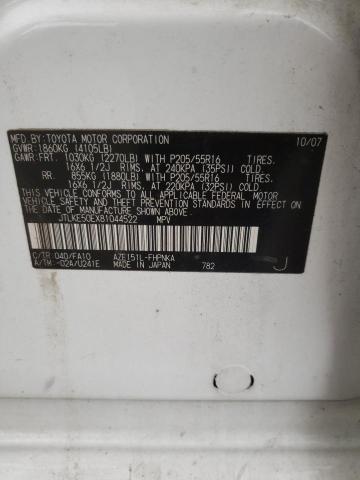 MFD. BY: TOYOTA MOTOR CORPORATION 10/07
GVWR: 1860KG (4105LB)
GAWR: FRT. 1030KG (2270LB) WITH P205/55R16 TIRES.
16X6 1/2J RIMS. AT 240KPA (35PSI) COLD.
RR. 855KG (1880LB) WITH P205/55R16 TIRES.
16X6 1/2J RIMS. AT 220KPA (32PSI) COLD.
THIS VEHICLE CONFORMS TO ALL APPLICABLE FEDERAL MOTOR
VEHICLE SAFETY AND BUMPER STANDARDS IN EFFECT ON THE
DATE OF MANUFACTURE SHOWN ABOVE.
JTLKE50EX81044522 MPV
C/TR: 040/FA10 AZE151L-FHPNKA
A/TM: -02A/U241E MADE IN JAPAN 782 J